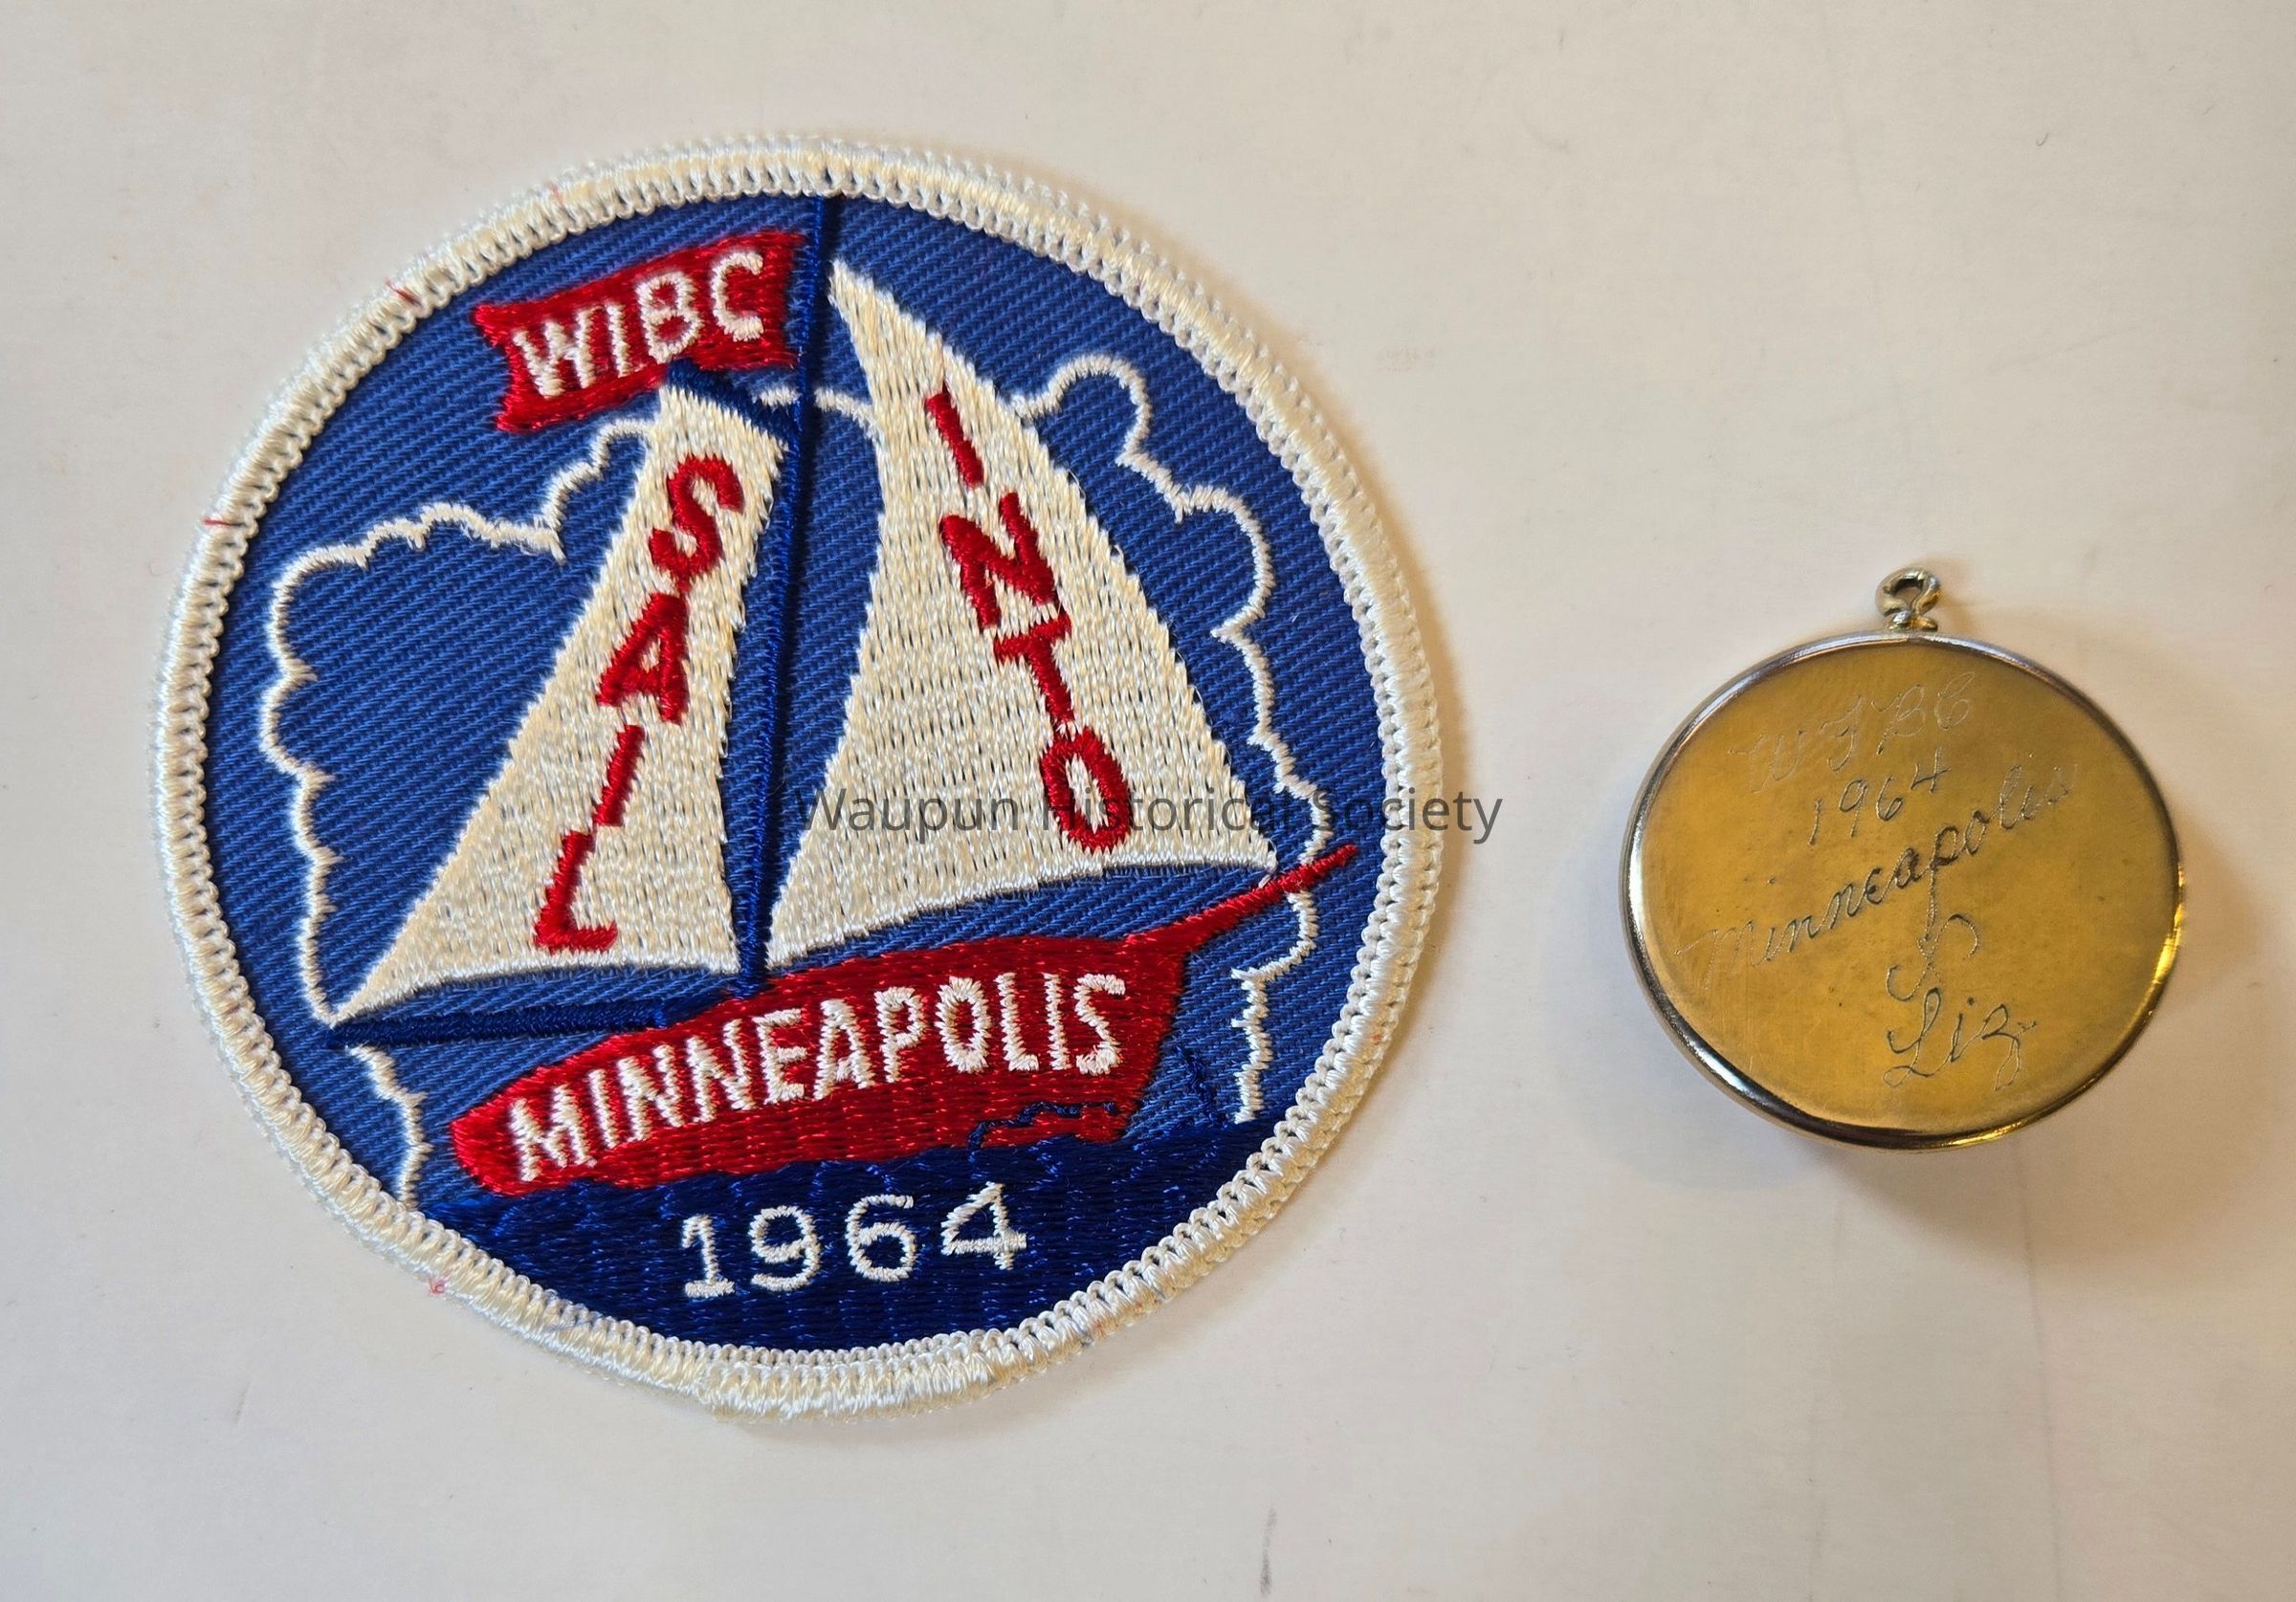 WIBC
SAIL
INTO
MINNEAPOLIS
1964
Waupun Historical Society
WIBC
1964
Minneapolis
Liz